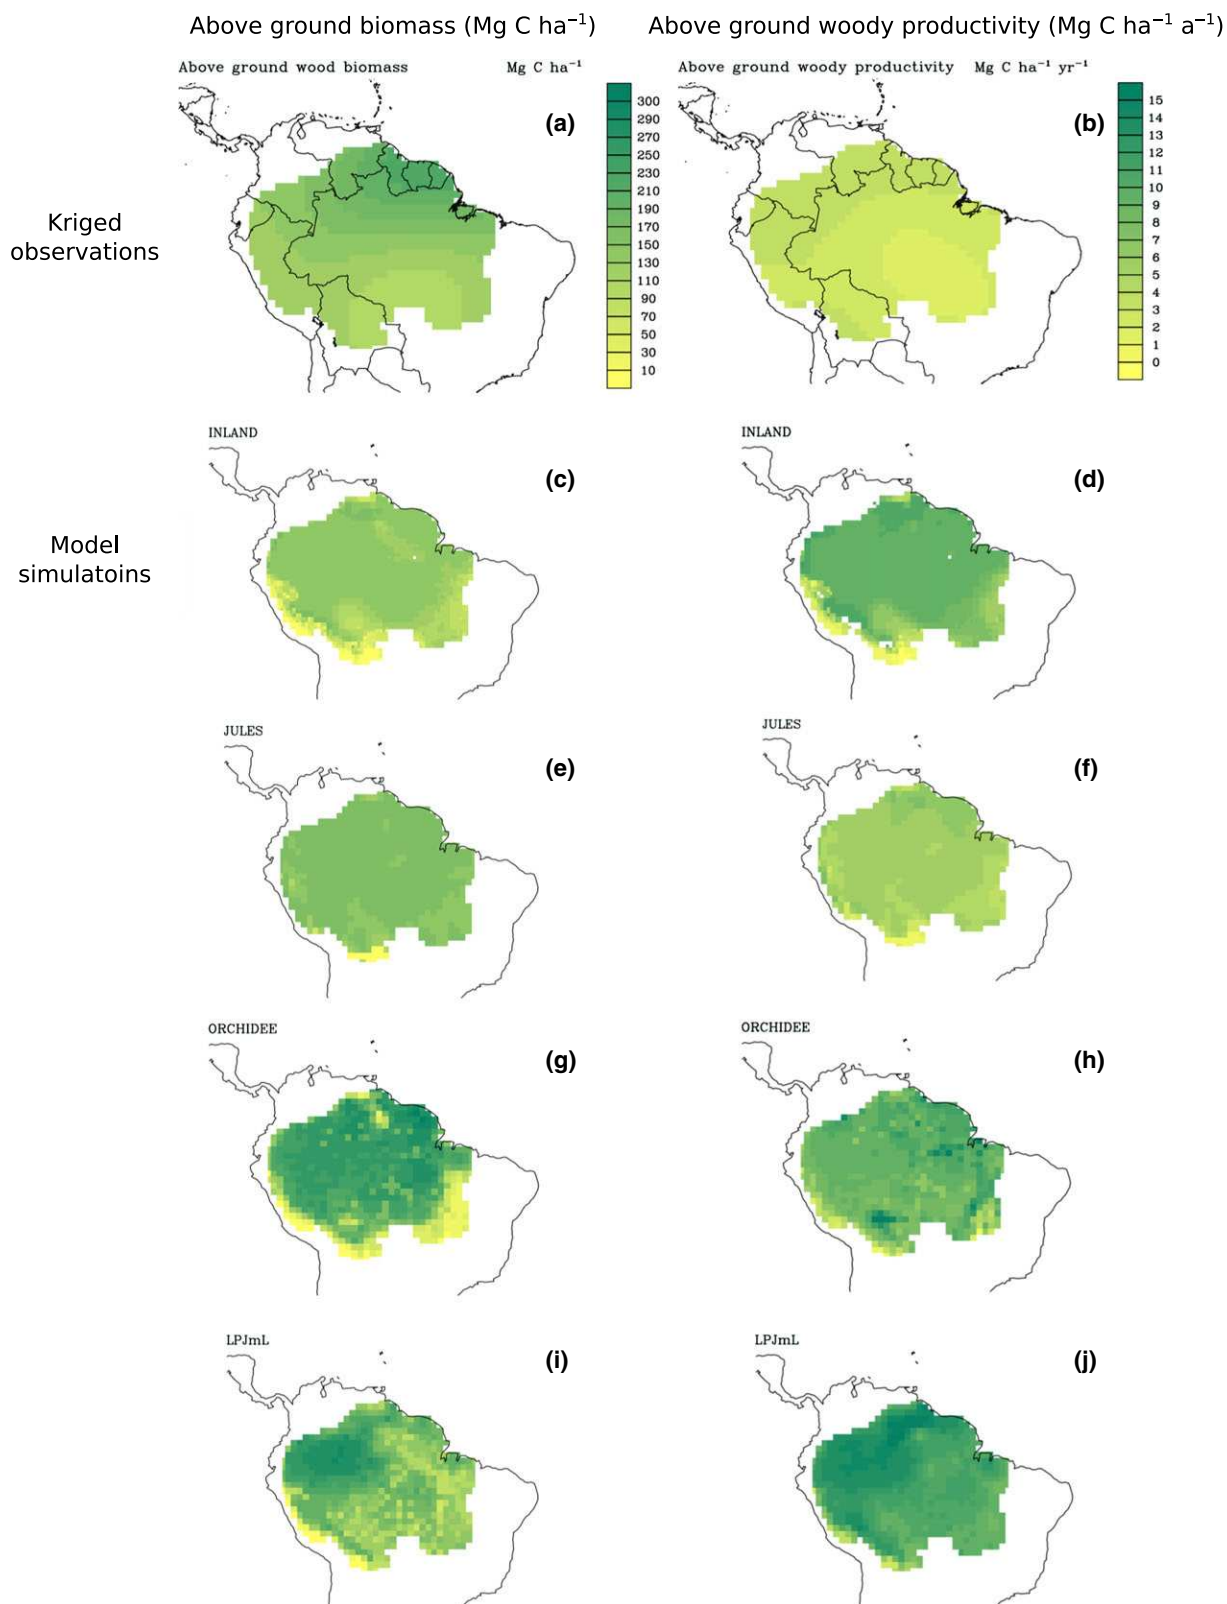 Above ground biomass (Mg C ha⁻¹)
Above ground woody productivity (Mg C ha⁻¹ a⁻¹)
Above ground wood biomass Mg C ha⁻¹
Above ground woody productivity Mg C ha⁻¹ yr⁻¹
(a)
300
290
270
250
230
210
190
170
150
130
110
90
70
50
30
10
(b)
15
14
13
12
11
10
9
8
7
6
5
4
3
2
1
0
Kriged
observations
INLAND
(c)
INLAND
(d)
Model
simulatoins
JULES
(e)
JULES
(f)
ORCHIDEE
(g)
ORCHIDEE
(h)
LPJmL
(i)
LPJmL
(j)